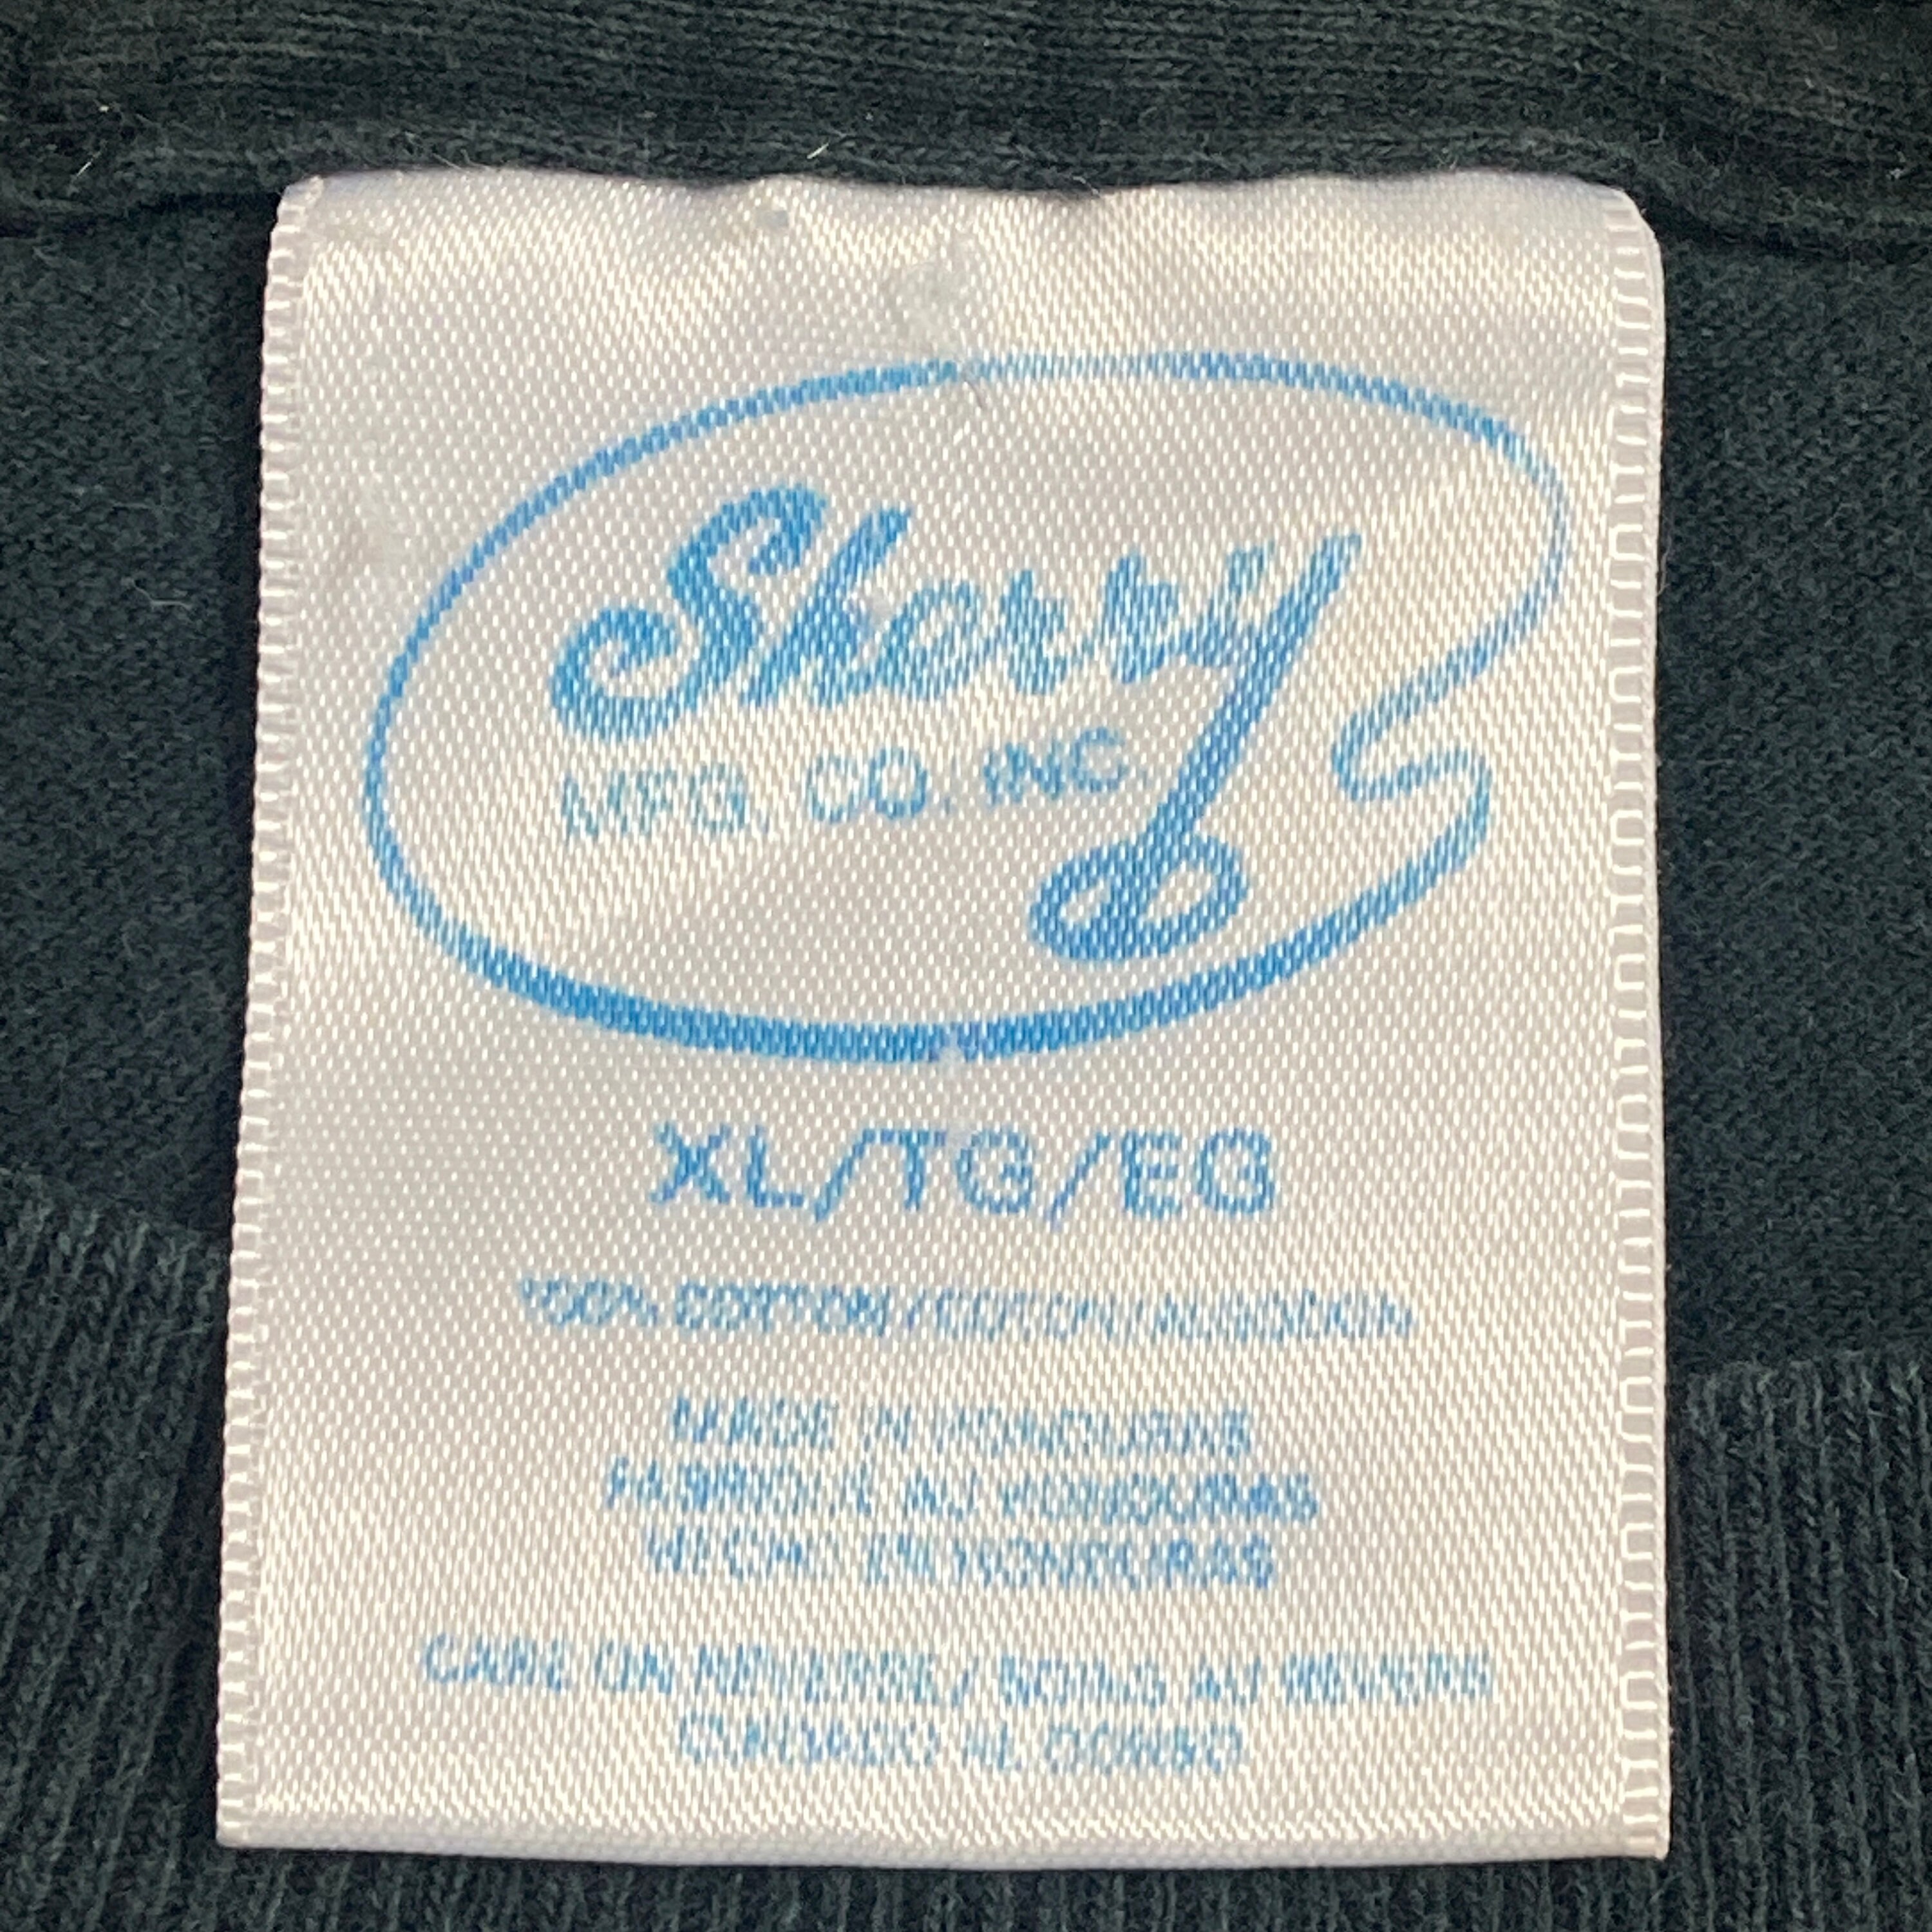 Sherry
MFG. CO. INC.
XL/TG/EG
100% COTTON/COTON/ALGODON
MADE IN HONDURAS
FABRIQUÉ AU HONDURAS
HECHO EN HONDURAS
CARE ON REVERSE/SOINS AU REVERS
CUIDADO AL DORSO